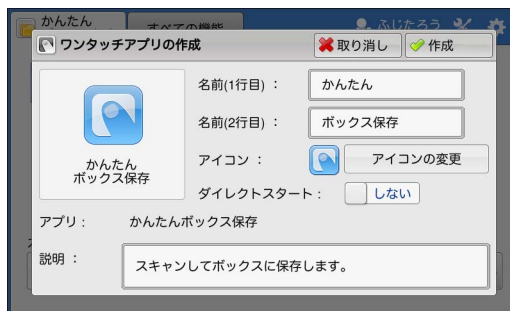 かんたん
すべての機能
ふじたろう
ワンタッチアプリの作成
取り消し
作成
かんたん
ボックス保存
名前(1行目) :
かんたん
名前(2行目) :
ボックス保存
アイコン :
アイコンの変更
ダイレクトスタート :
しない
アプリ :
かんたんボックス保存
説明 :
スキャンしてボックスに保存します。